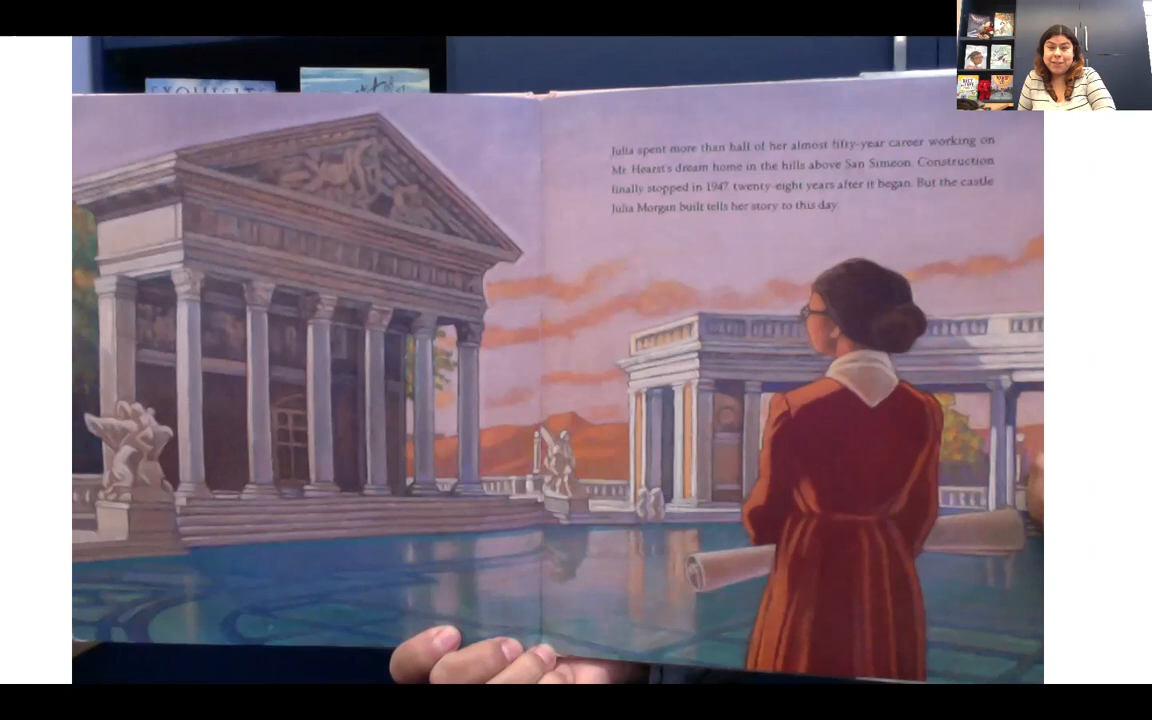 EXQUISITE
Julia spent more than half of her almost fifty-year career working on
Mr. Hearst's dream home in the hills above San Simeon. Construction
finally stopped in 1947, twenty-eight years after it began. But the castle
Julia Morgan built tells her story to this day.